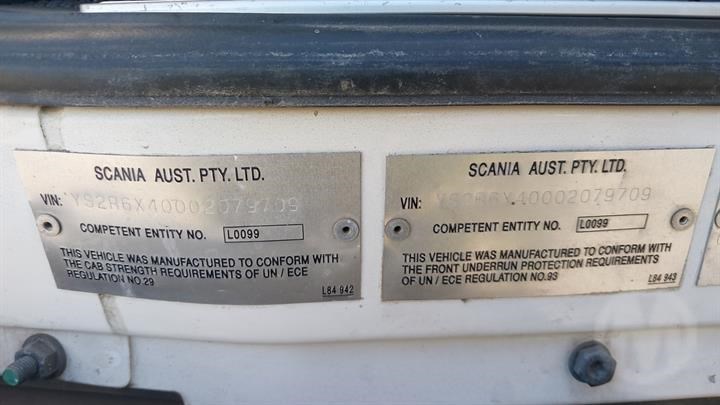 SCANIA AUST. PTY. LTD.
VIN: YS2R6X40002079709
COMPETENT ENTITY NO. L0099
THIS VEHICLE WAS MANUFACTURED TO CONFORM WITH
THE CAB STRENGTH REQUIREMENTS OF UN / ECE
REGULATION NO.29
L84 942
SCANIA AUST. PTY. LTD.
VIN: YS2R6X40002079709
COMPETENT ENTITY NO. L0099
THIS VEHICLE WAS MANUFACTURED TO CONFORM WITH
THE FRONT UNDERRUN PROTECTION REQUIREMENTS
OF UN / ECE REGULATION NO.93
L84 943